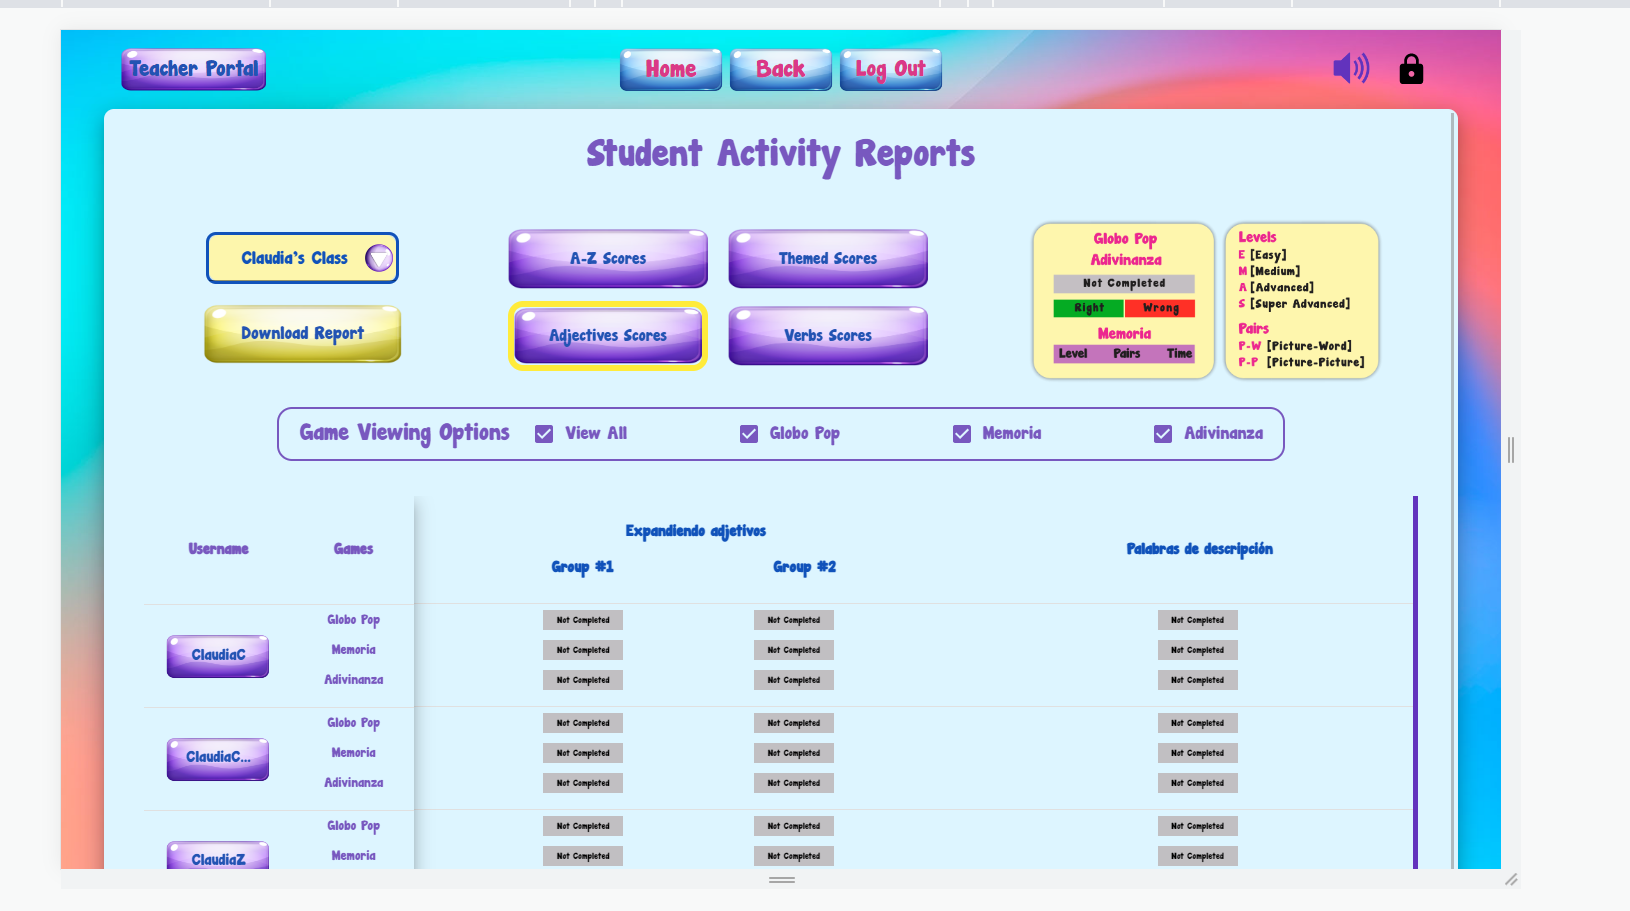 Teacher Portal
Home
Back
Log Out
Student Activity Reports
Claudia's Class
Download Report
A-Z Scores
Themed Scores
Adjectives Scores
Verbs Scores
Globo Pop
Adivinanza
Not Completed
Right Wrong
Memoria
Level Pairs Time
Levels
E [Easy]
M [Medium]
A [Advanced]
S [Super Advanced]
Pairs
P-W [Picture-Word]
P-P [Picture-Picture]
Game Viewing Options View All Globo Pop Memoria Adivinanza
Expandiendo adjetivos
Username Games Palabras de descripción
Group #1 Group #2
Globo Pop Not Completed Not Completed Not Completed
ClaudiaC
Memoria Not Completed Not Completed Not Completed
Adivinanza Not Completed Not Completed Not Completed
Globo Pop Not Completed Not Completed Not Completed
ClaudiaC...
Memoria Not Completed Not Completed Not Completed
Adivinanza Not Completed Not Completed Not Completed
Globo Pop Not Completed Not Completed Not Completed
ClaudiaZ
Memoria Not Completed Not Completed Not Completed